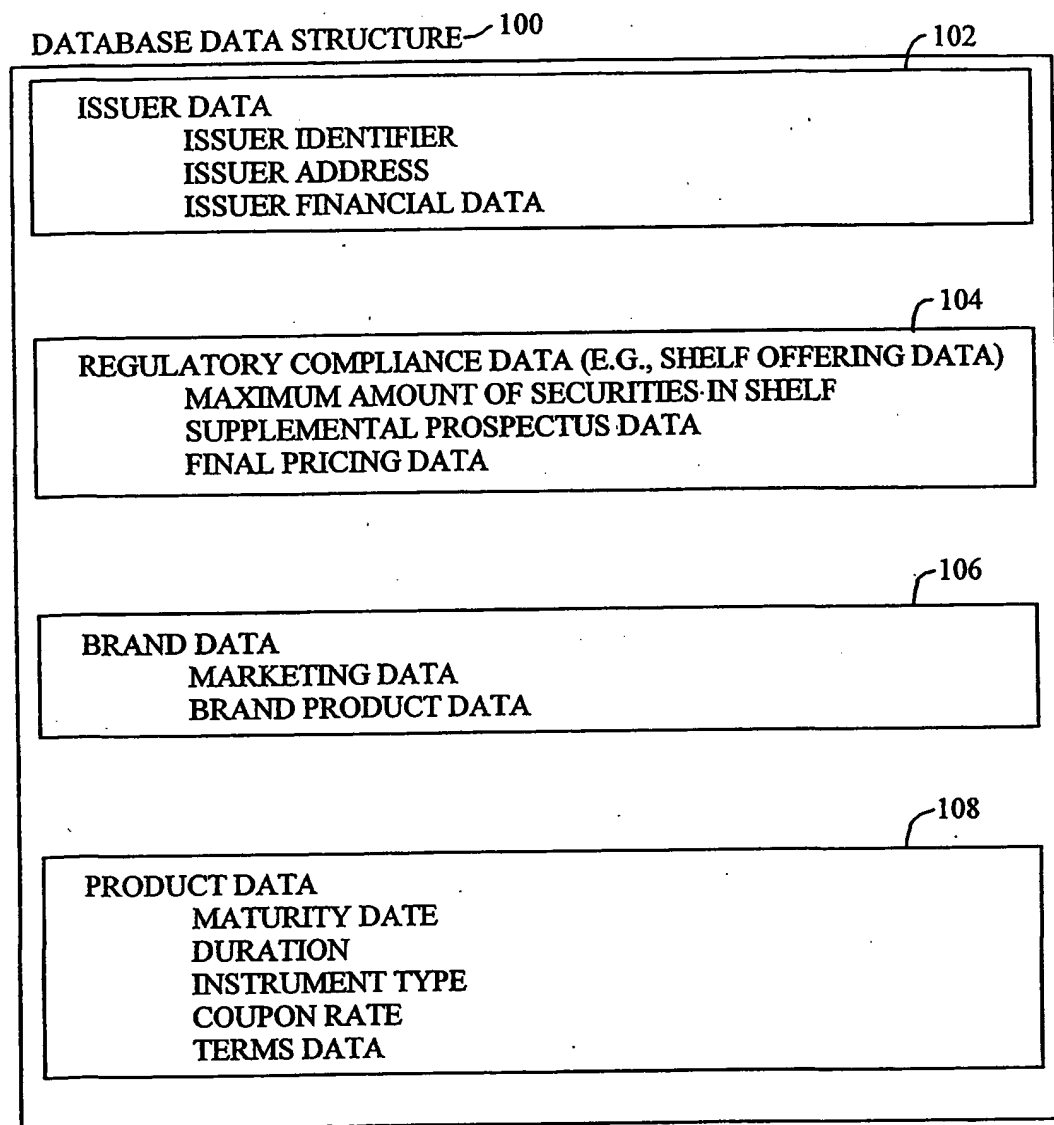 DATABASE DATA STRUCTURE 100
102
ISSUER DATA
ISSUER IDENTIFIER
ISSUER ADDRESS
ISSUER FINANCIAL DATA
104
REGULATORY COMPLIANCE DATA (E.G., SHELF OFFERING DATA)
MAXIMUM AMOUNT OF SECURITIES IN SHELF
SUPPLEMENTAL PROSPECTUS DATA
FINAL PRICING DATA
106
BRAND DATA
MARKETING DATA
BRAND PRODUCT DATA
108
PRODUCT DATA
MATURITY DATE
DURATION
INSTRUMENT TYPE
COUPON RATE
TERMS DATA